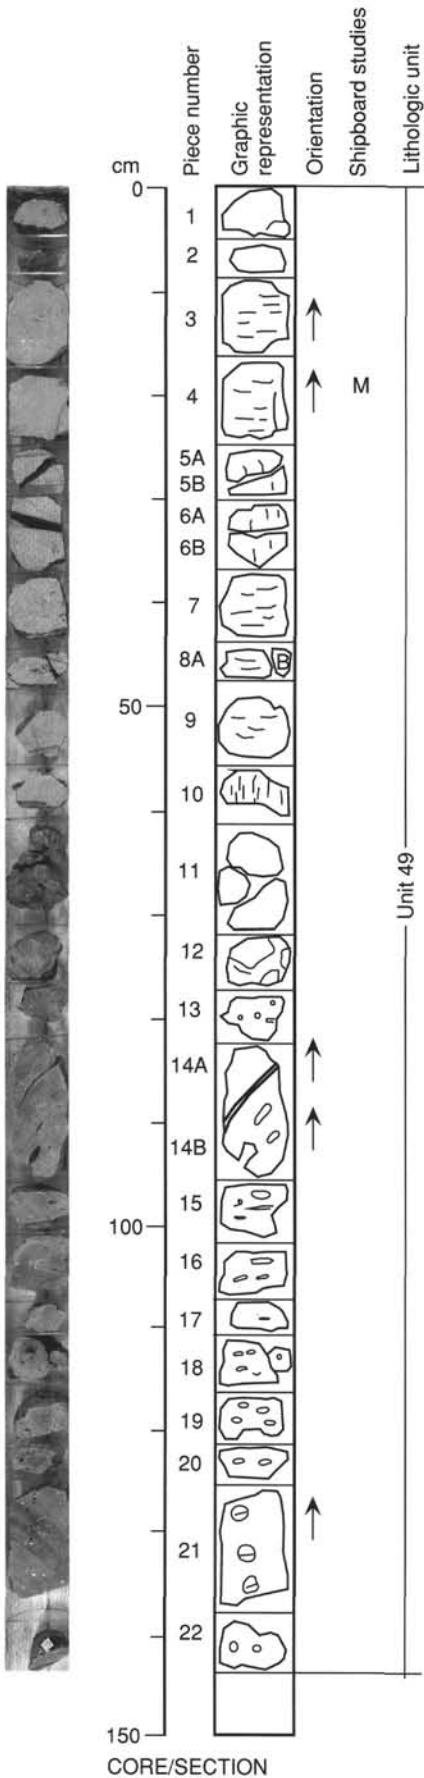 cm
Piece number
Graphic representation
Orientation
Shipboard studies
Lithologic unit
0
1
2
3
4
M
5A
5B
6A
6B
7
8A
B
50
9
10
11
Unit 49
12
13
14A
14B
15
100
16
17
18
19
20
21
22
150
CORE/SECTION